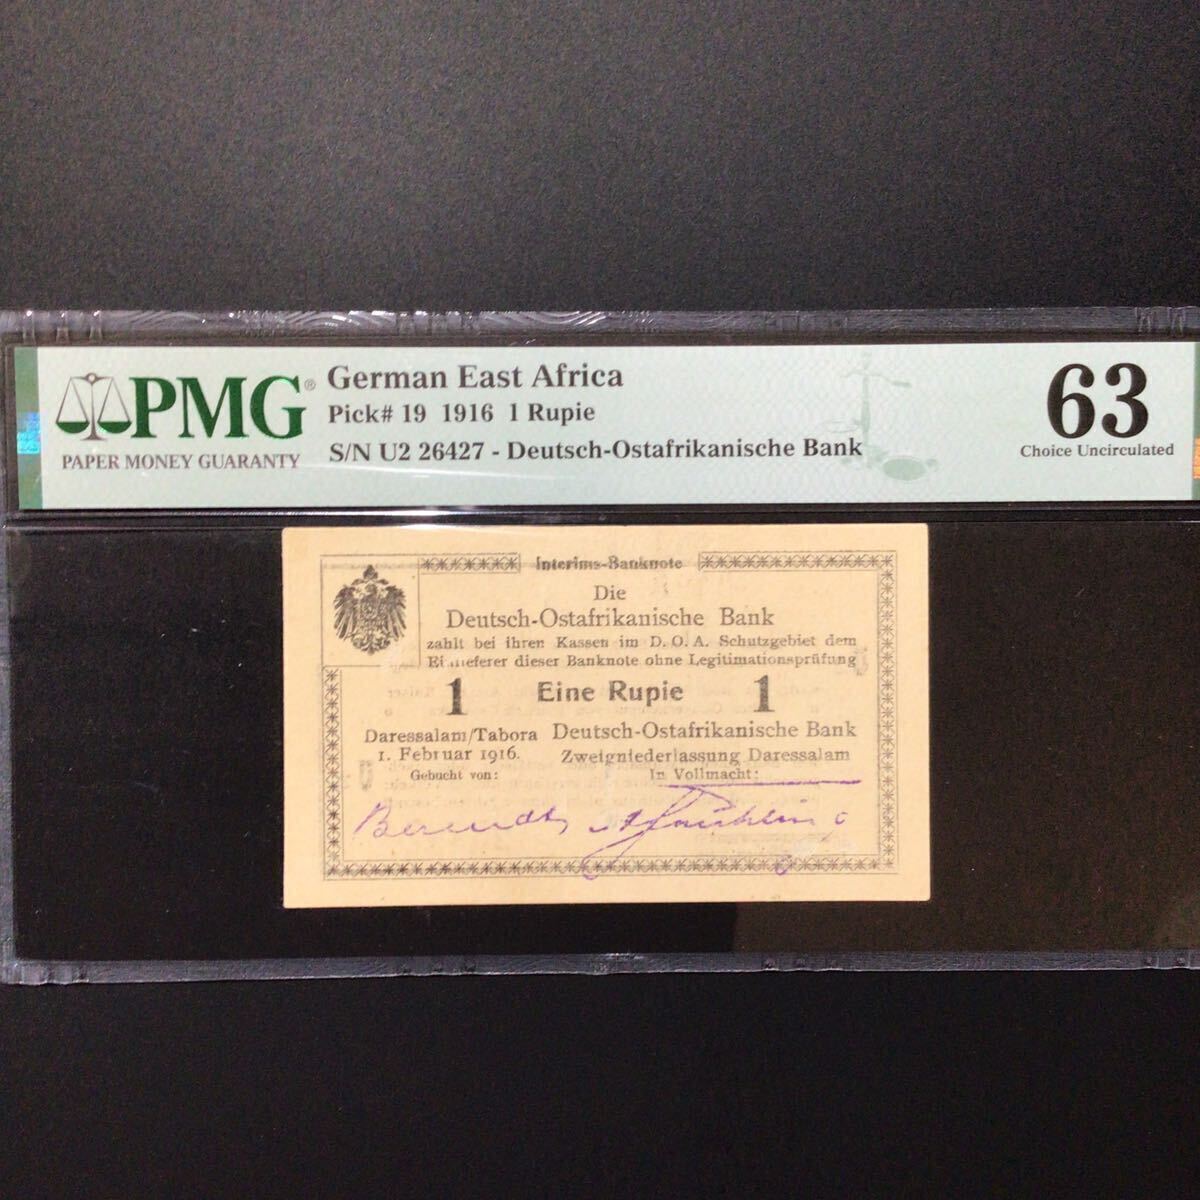 PMG®
PAPER MONEY GUARANTY
German East Africa
Pick# 19 1916 1 Rupie
S/N U2 26427 - Deutsch-Ostafrikanische Bank
63
Choice Uncirculated
Interims-Banknote
Die
Deutsch-Ostafrikanische Bank
zahlt bei ihren Kassen im D. O. A. Schutzgebiet dem
Einlieferer dieser Banknote ohne Legitimationsprüfung
1 Eine Rupie 1
Daressalam/Tabora
1. Februar 1916.
Gebucht von:
Deutsch-Ostafrikanische Bank
Zweigniederlassung Daressalam
In Vollmacht:
Berendt